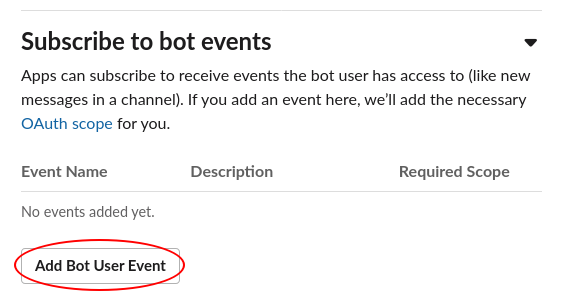 Subscribe to bot events
Apps can subscribe to receive events the bot user has access to (like new
messages in a channel). If you add an event here, we’ll add the necessary
OAuth scope for you.
Event Name Description Required Scope
No events added yet.
Add Bot User Event